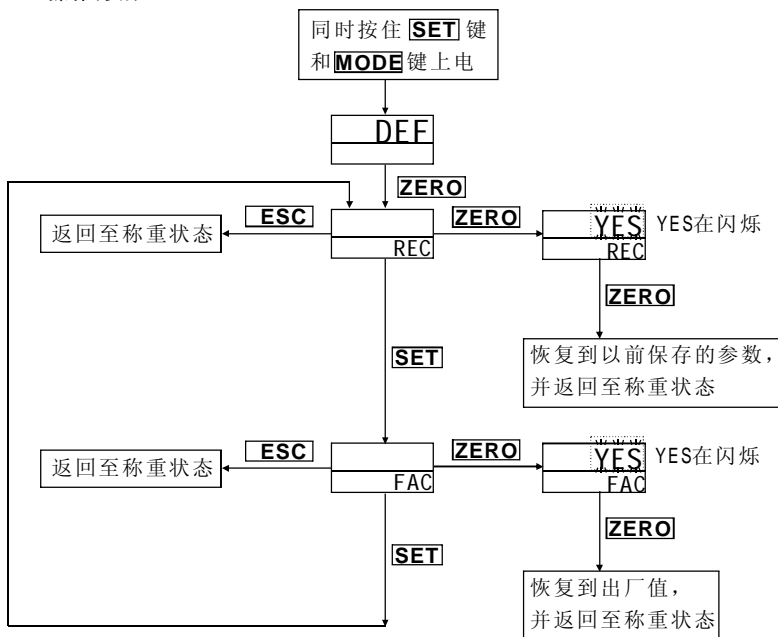 同时按住 SET 键
和MODE键上电
DEF
ZERO
ESC
ZERO
返回至称重状态
REC
YES
REC
YES在闪烁
ZERO
SET
恢复到以前保存的参数，
并返回至称重状态
ESC
ZERO
返回至称重状态
FAC
YES
FAC
YES在闪烁
ZERO
SET
恢复到出厂值，
并返回至称重状态